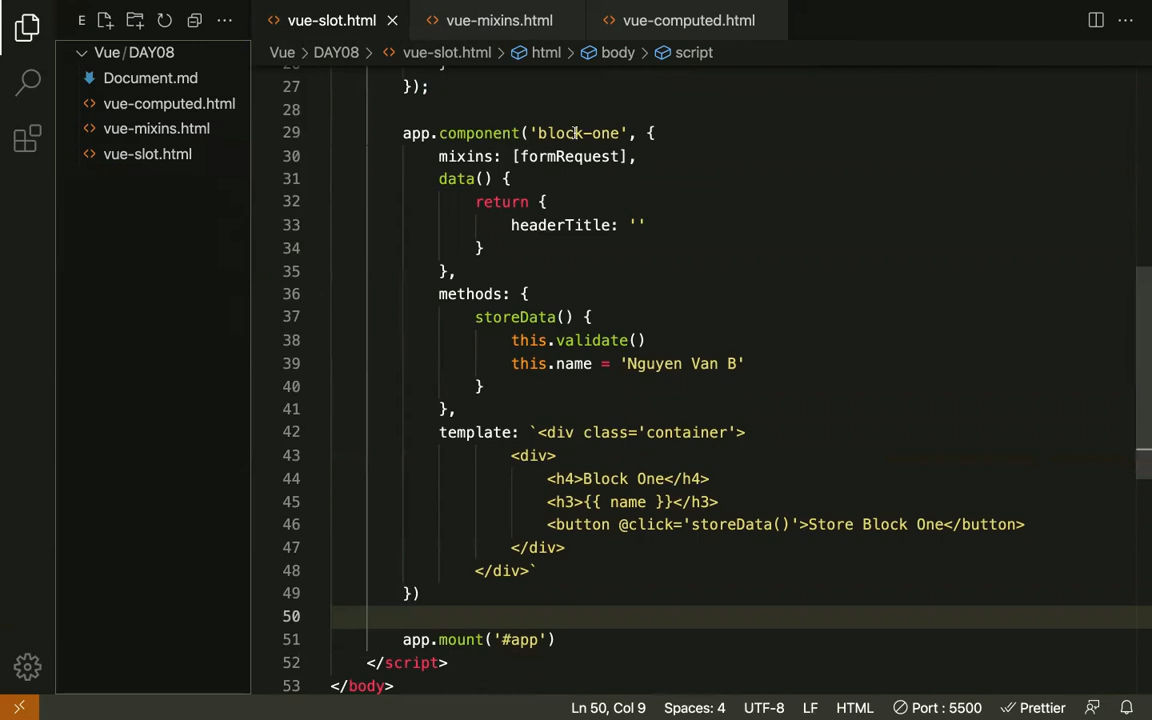 E
vue-slot.html
vue-mixins.html
vue-computed.html
Vue/DAY08
Document.md
vue-computed.html
vue-mixins.html
vue-slot.html
Vue > DAY08 > vue-slot.html > html > body > script
27 });
28
29 app.component('block-one', {
30 mixins: [formRequest],
31 data() {
32 return {
33 headerTitle: ''
34 }
35 },
36 methods: {
37 storeData() {
38 this.validate()
39 this.name = 'Nguyen Van B'
40 }
41 },
42 template: `<div class='container'>
43 <div>
44 <h4>Block One</h4>
45 <h3>{{ name }}</h3>
46 <button @click='storeData()'>Store Block One</button>
47 </div>
48 </div>`
49 })
50
51 app.mount('#app')
52 </script>
53 </body>
Ln 50, Col 9 Spaces: 4 UTF-8 LF HTML Port : 5500 Prettier